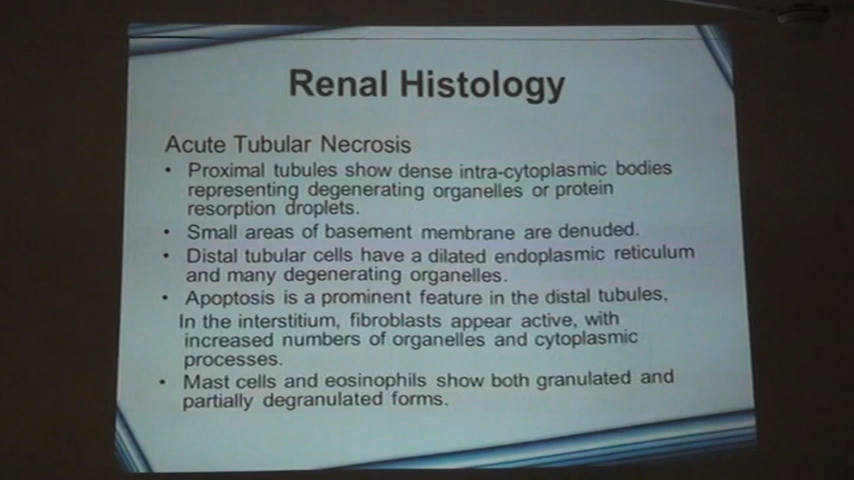 Renal Histology
Acute Tubular Necrosis
• Proximal tubules show dense intra-cytoplasmic bodies
representing degenerating organelles or protein
resorption droplets.
• Small areas of basement membrane are denuded.
• Distal tubular cells have a dilated endoplasmic reticulum
and many degenerating organelles.
• Apoptosis is a prominent feature in the distal tubules.
In the interstitium, fibroblasts appear active, with
increased numbers of organelles and cytoplasmic
processes.
• Mast cells and eosinophils show both granulated and
partially degranulated forms.